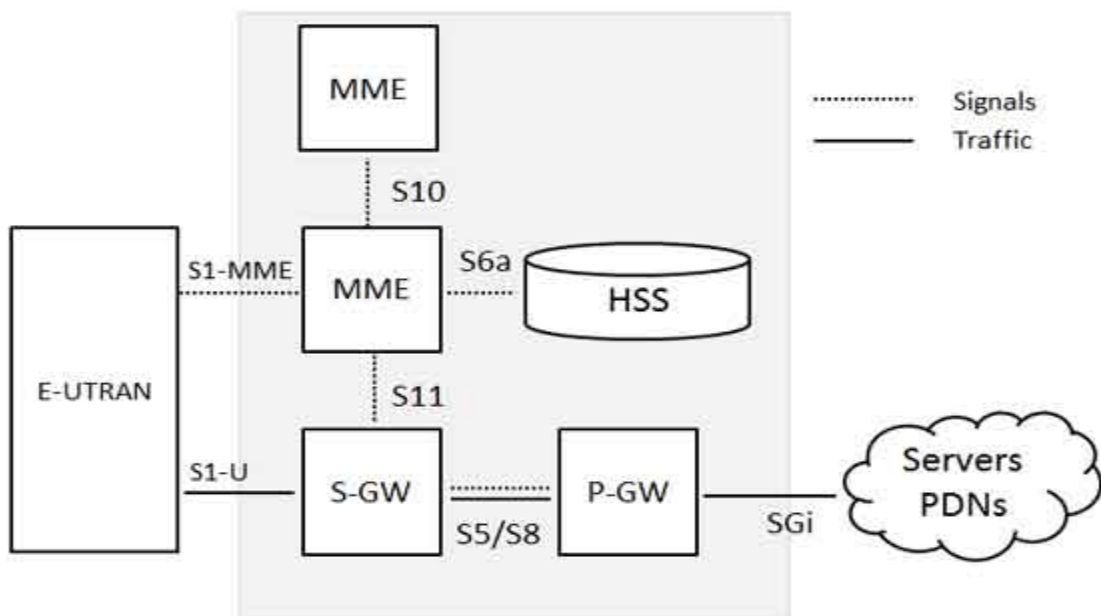 MME
Signals
Traffic
S10
S1-MME
MME
S6a
HSS
E-UTRAN
S11
S1-U
S-GW
S5/S8
P-GW
SGi
Servers
PDNs